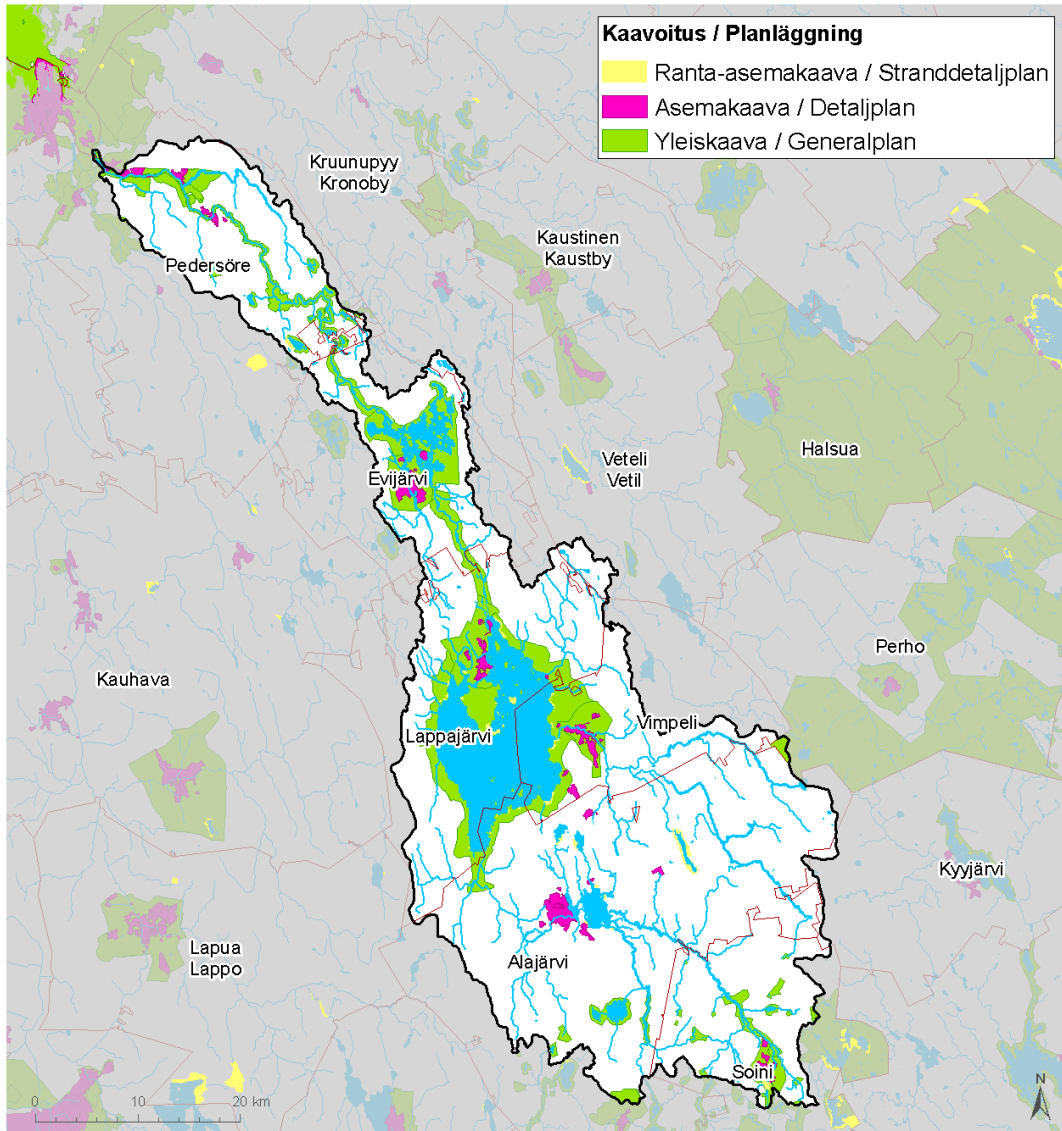 Kaavoitus / Planläggning
Ranta-asemakaava / Stranddetaljplan
Asemakaava / Detaljplan
Yleiskaava / Generalplan
Kruunupyy
Kronoby
Kaustinen
Kaustby
Pedersöre
Halsua
Veteli
Vetil
Evijärvi
Perho
Kauhava
Vimpeli
Lappajärvi
Kyyjärvi
Lapua
Lappo
Alajärvi
Soini
0 10 20 km
N